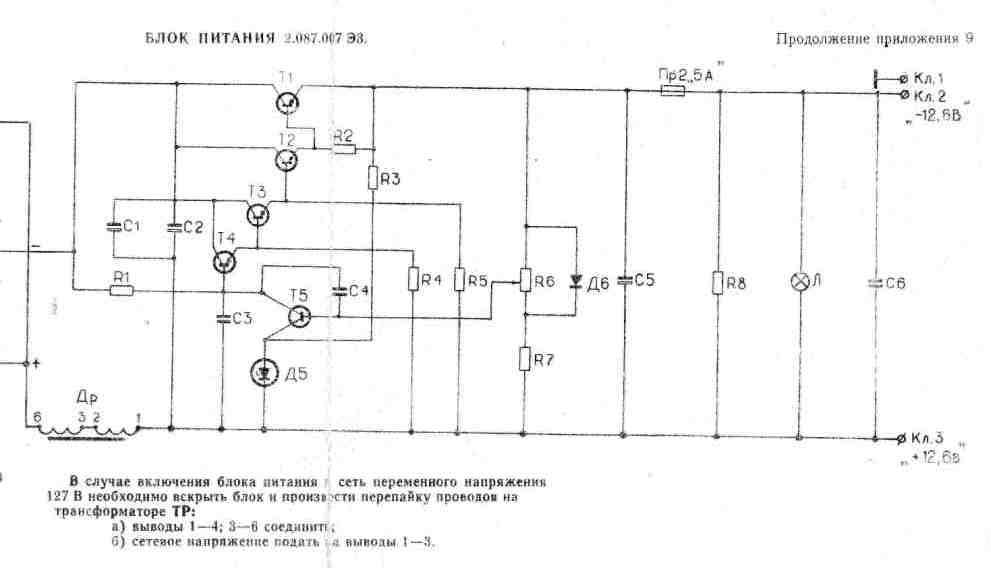 БЛОК ПИТАНИЯ 2.087.007 ЭЗ.
Продолжение приложения 9
Т1
Пр2„5А"
Кл.1
Кл.2
„-12,6В"
Т2
R2
R3
Т3
С1
С2
Т4
-
R1
Т5
С4
R4
R5
R6
Д6
С5
R8
Л
С6
С3
R7
+
Д5
Др
6
3
2
1
Кл.3
„+12,6в"
В случае включения блока питания в сеть переменного напряжения
127 В необходимо вскрыть блок и произвести перепайку проводов на
трансформаторе ТР:
а) выводы 1—4; 3—6 соединить;
б) сетевое напряжение подать на выводы 1—3.